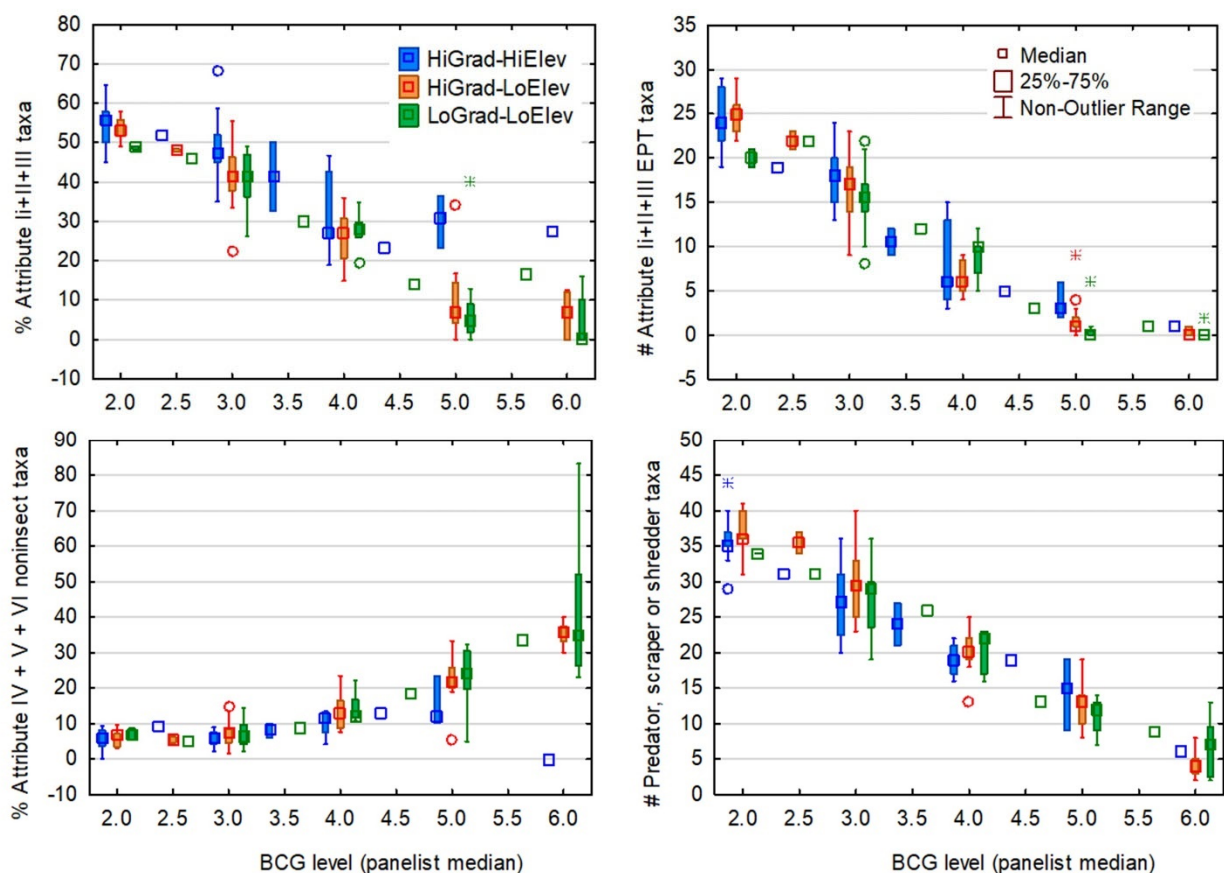 % Attribute Ii+II+III taxa
80
70
60
50
40
30
20
10
0
-10
HiGrad-HiElev
HiGrad-LoElev
LoGrad-LoElev
2.0 2.5 3.0 3.5 4.0 4.5 5.0 5.5 6.0
# Attribute Ii+II+III EPT taxa
35
30
25
20
15
10
5
0
-5
Median
25%-75%
Non-Outlier Range
2.0 2.5 3.0 3.5 4.0 4.5 5.0 5.5 6.0
% Attribute IV + V + VI noninsect taxa
90
80
70
60
50
40
30
20
10
0
-10
2.0 2.5 3.0 3.5 4.0 4.5 5.0 5.5 6.0
BCG level (panelist median)
# Predator, scraper or shredder taxa
50
45
40
35
30
25
20
15
10
5
0
2.0 2.5 3.0 3.5 4.0 4.5 5.0 5.5 6.0
BCG level (panelist median)